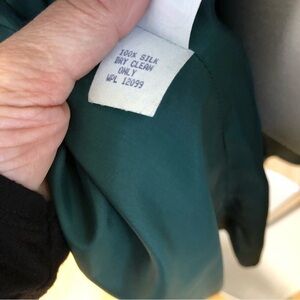 100% SILK
DRY CLEAN
ONLY
WPL 12099